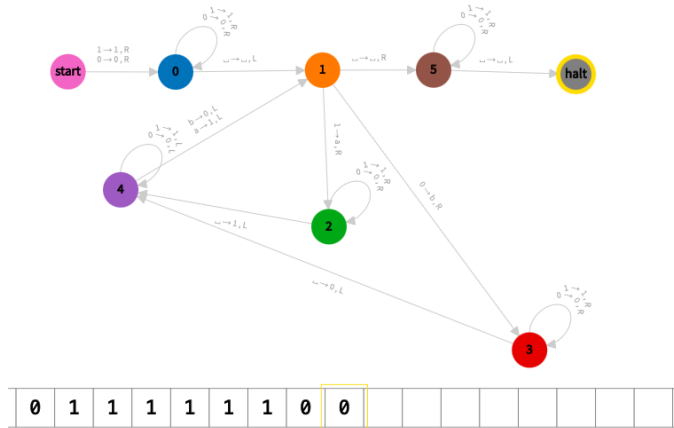 1→1,R
0→0,R
1→1,R
0→0,R
␣→␣,L
␣→␣,R
1→1,R
0→0,R
␣→␣,L
start
0
1
5
halt
b→0,L
a→1,L
1→1,L
0→0,L
1→a,R
0→b,R
1→1,R
0→0,R
4
2
␣→1,L
␣→0,L
1→1,R
0→0,R
3
0 1 1 1 1 1 1 0 0